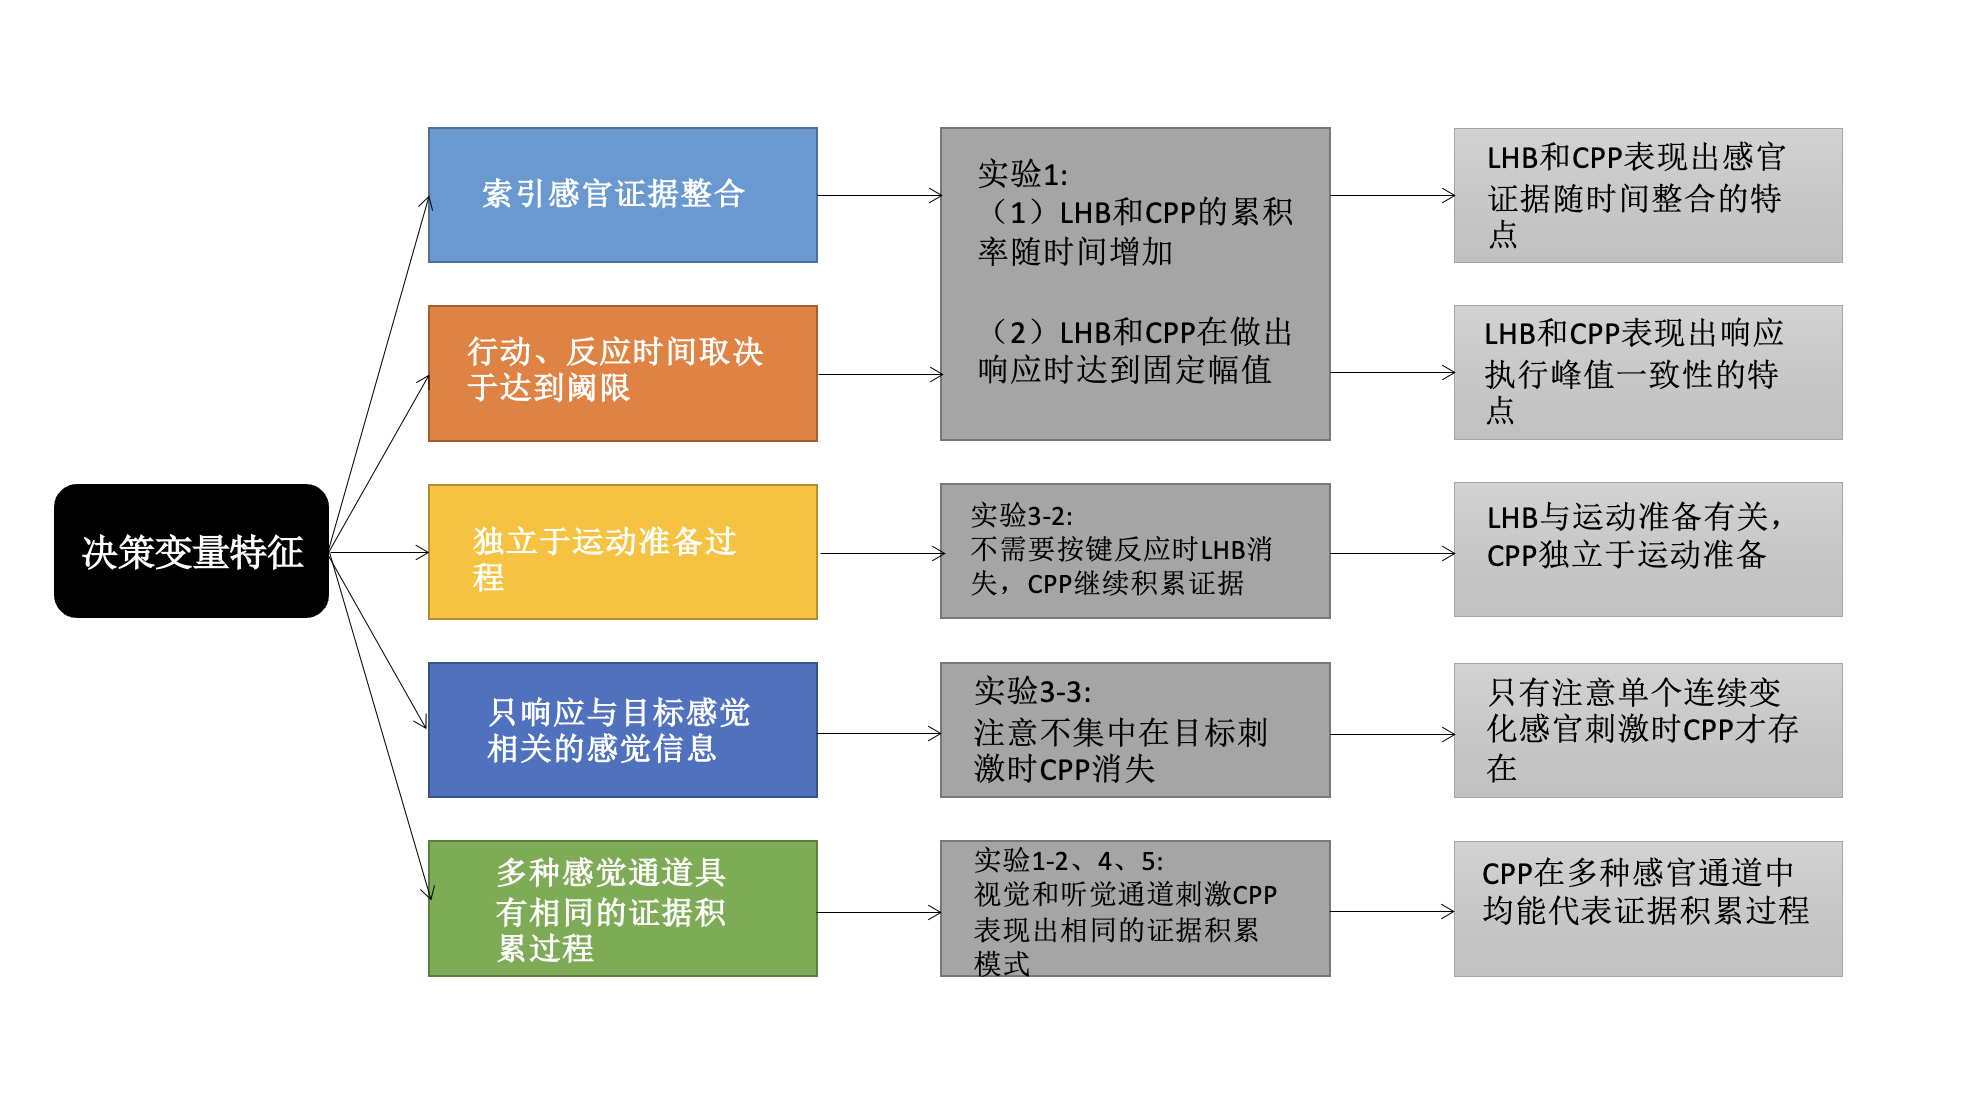 决策变量特征
索引感官证据整合
行动、反应时间取决
于达到阈限
独立于运动准备过
程
只响应与目标感觉
相关的感觉信息
多种感觉通道具
有相同的证据积
累过程
实验1:
（1）LHB和CPP的累积
率随时间增加
（2）LHB和CPP在做出
响应时达到固定幅值
实验3-2:
不需要按键反应时LHB消
失，CPP继续积累证据
实验3-3:
注意不集中在目标刺
激时CPP消失
实验1-2、4、5:
视觉和听觉通道刺激CPP
表现出相同的证据积累
模式
LHB和CPP表现出感官
证据随时间整合的特
点
LHB和CPP表现出响应
执行峰值一致性的特
点
LHB与运动准备有关，
CPP独立于运动准备
只有注意单个连续变
化感官刺激时CPP才存
在
CPP在多种感官通道中
均能代表证据积累过程